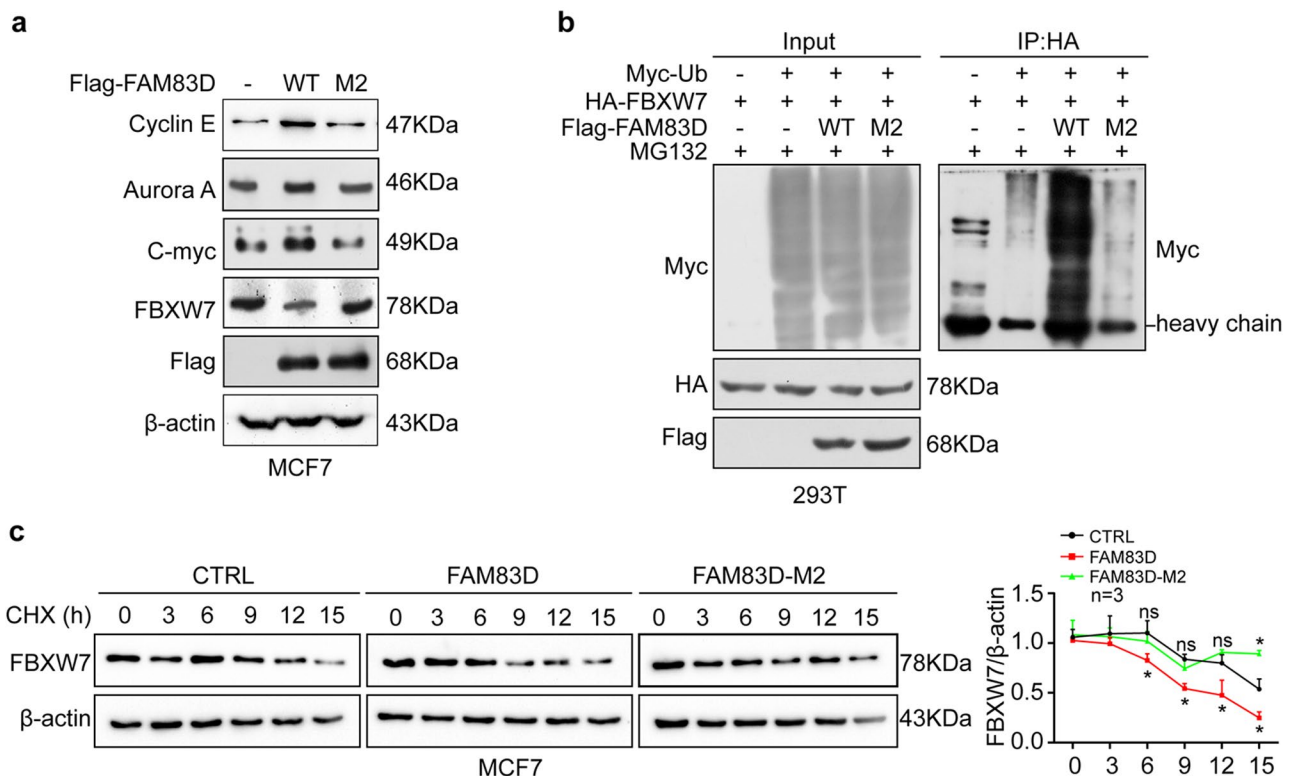 a
Flag-FAM83D - WT M2
Cyclin E 47KDa
Aurora A 46KDa
C-myc 49KDa
FBXW7 78KDa
Flag 68KDa
β-actin 43KDa
MCF7
b
Input IP:HA
Myc-Ub - + + + - + + +
HA-FBXW7 + + + + + + + +
Flag-FAM83D - - WT M2 - - WT M2
MG132 + + + + + + + +
Myc Myc
heavy chain
HA 78KDa
Flag 68KDa
293T
c
CTRL FAM83D FAM83D-M2
CHX (h) 0 3 6 9 12 15 0 3 6 9 12 15 0 3 6 9 12 15
FBXW7 78KDa
β-actin 43KDa
MCF7
CTRL
FAM83D
FAM83D-M2
n=3
FBXW7/β-actin
1.5
1.0
0.5
0.0
ns ns ns *
* * * *
0 3 6 9 12 15